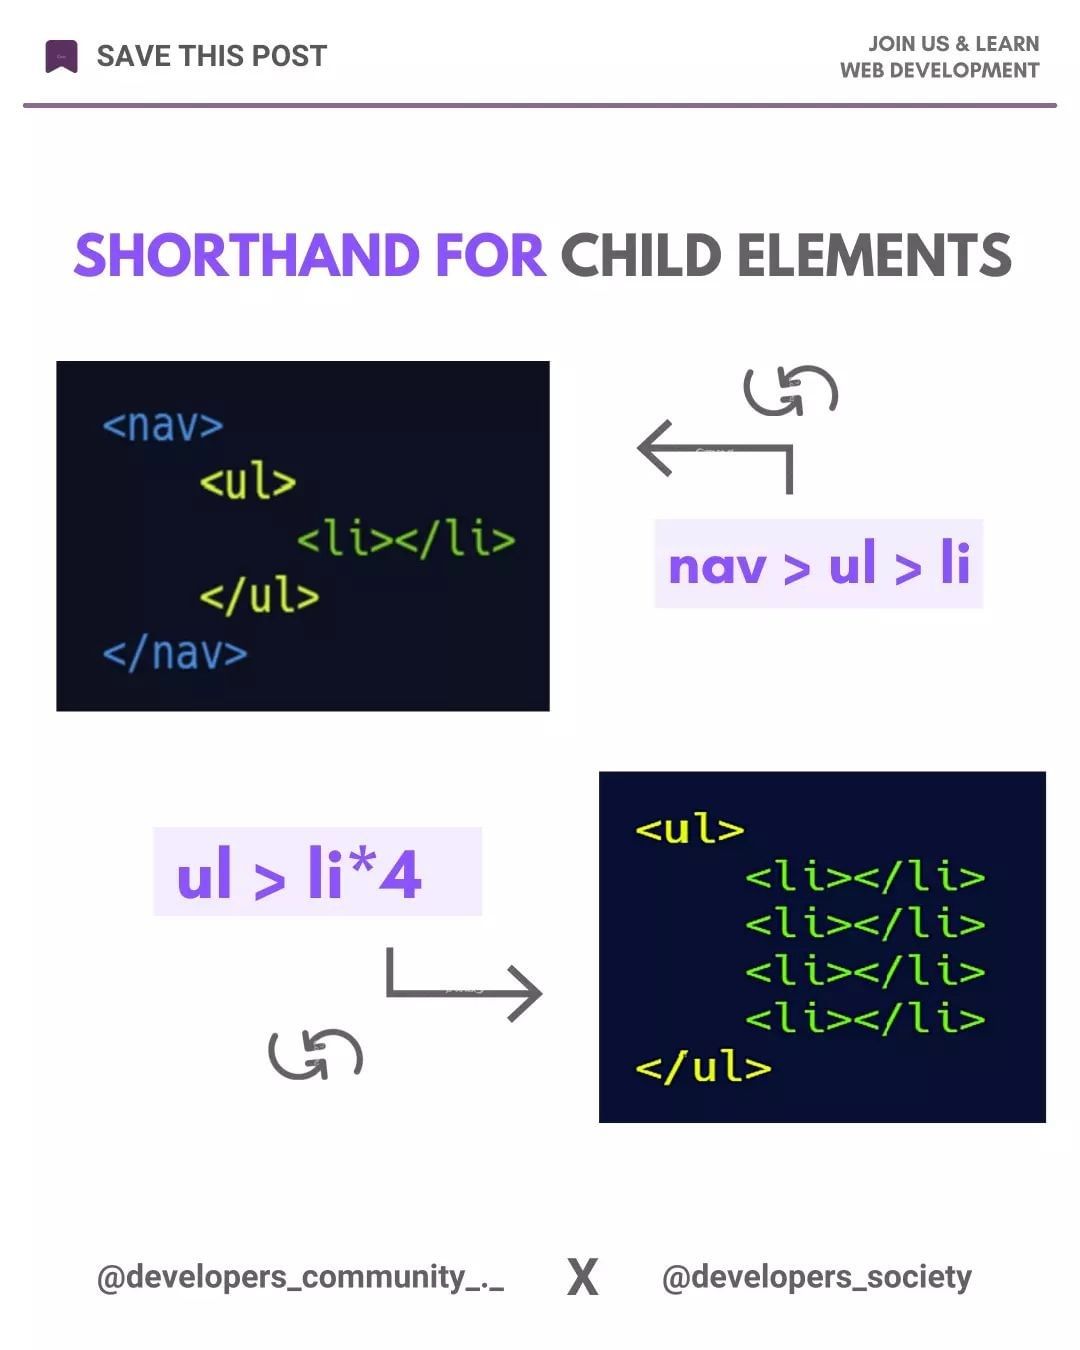 SAVE THIS POST
JOIN US & LEARN
WEB DEVELOPMENT
SHORTHAND FOR CHILD ELEMENTS
<nav>
<ul>
<li></li>
</ul>
</nav>
nav > ul > li
ul > li*4
<ul>
<li></li>
<li></li>
<li></li>
<li></li>
</ul>
@developers_community_._ X @developers_society